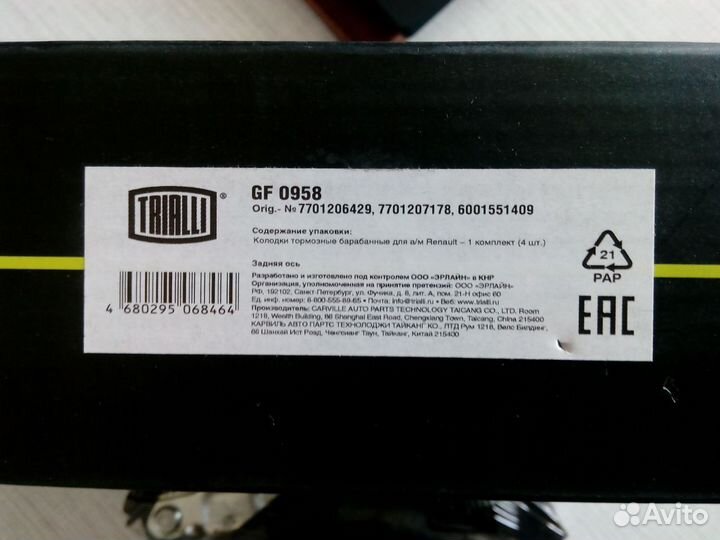 TRIALLI®
GF 0958
Orig.- № 7701206429, 7701207178, 6001551409
Содержание упаковки:
Колодки тормозные барабанные для а/м Renault – 1 комплект (4 шт.)
Задняя ось
Разработано и изготовлено под контролем ООО «ЭРЛАЙН» в КНР
Организация, уполномоченная на принятие претензий: ООО «ЭРЛАЙН»
РФ, 192102, Санкт-Петербург, ул. Фучика, д. 8, лит. А, пом. 21-Н офис 60
Ед. инф. номер: 8-800-555-89-65 • Почта: info@trialli.ru • Веб: www.trialli.ru
ПРОИЗВОДИТЕЛЬ: CARVILLE AUTO PARTS TECHNOLOGY TAICANG CO., LTD. Room
1218, Wealth Building, 86 Shanghai East Road, Chengxiang Town, Taicang, China 215400
КАРВИЛЬ АВТО ПАРТС ТЕХНОЛОДЖИ ТАЙКАНГ КО., ЛТД Рум 1218, Велс Билдинг,
86 Шанхай Ист Роэд, Ченгсианг Таун, Тайканг, Китай 215400
4 680295 068464
21
PAP
EAC
Avito